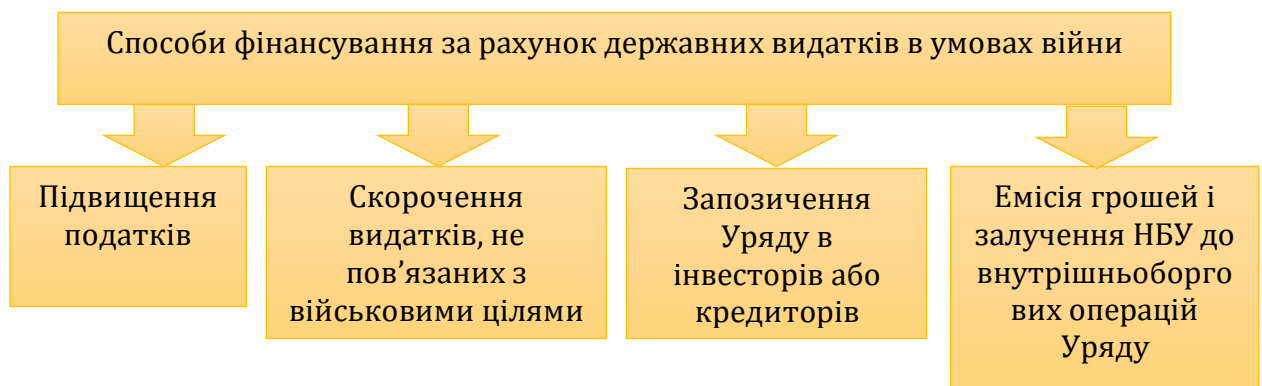 Способи фінансування за рахунок державних видатків в умовах війни
Підвищення
податків
Скорочення
видатків, не
пов’язаних з
військовими цілями
Запозичення
Уряду в
інвесторів або
кредиторів
Емісія грошей і
залучення НБУ до
внутрішньоборго
вих операцій
Уряду